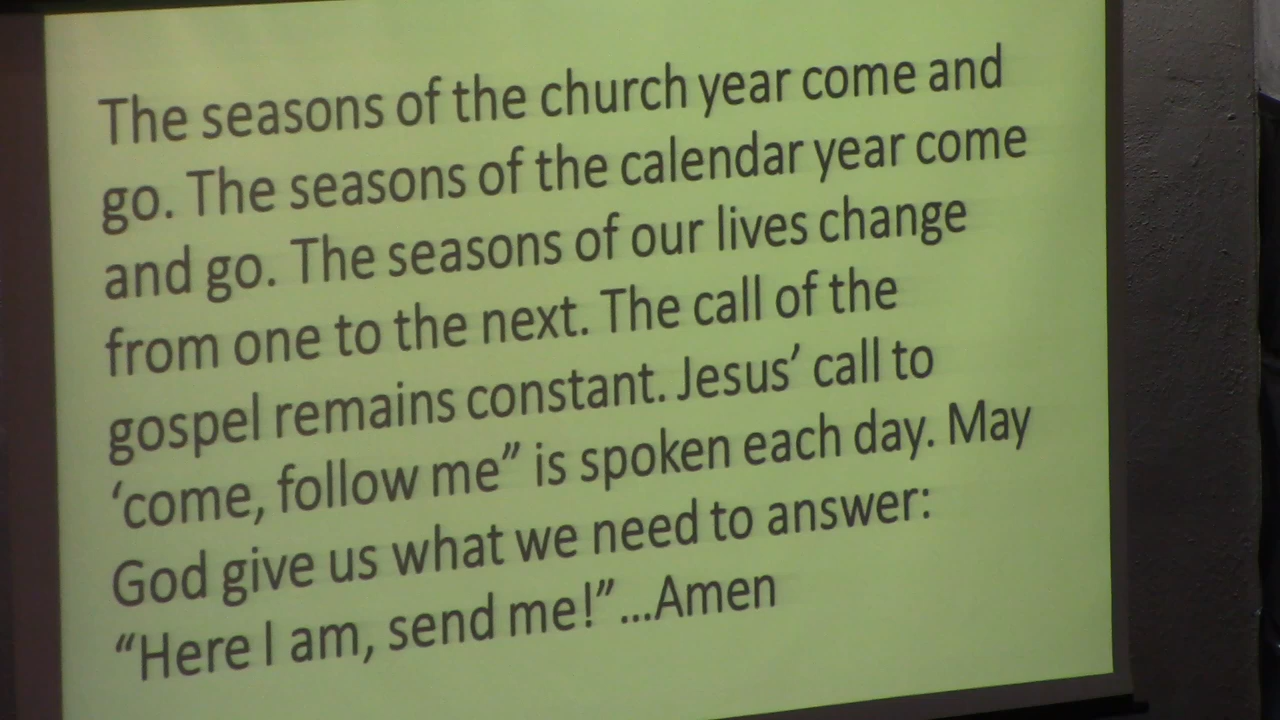 The seasons of the church year come and
go. The seasons of the calendar year come
and go. The seasons of our lives change
from one to the next. The call of the
gospel remains constant. Jesus’ call to
‘come, follow me” is spoken each day. May
God give us what we need to answer:
“Here I am, send me!”...Amen